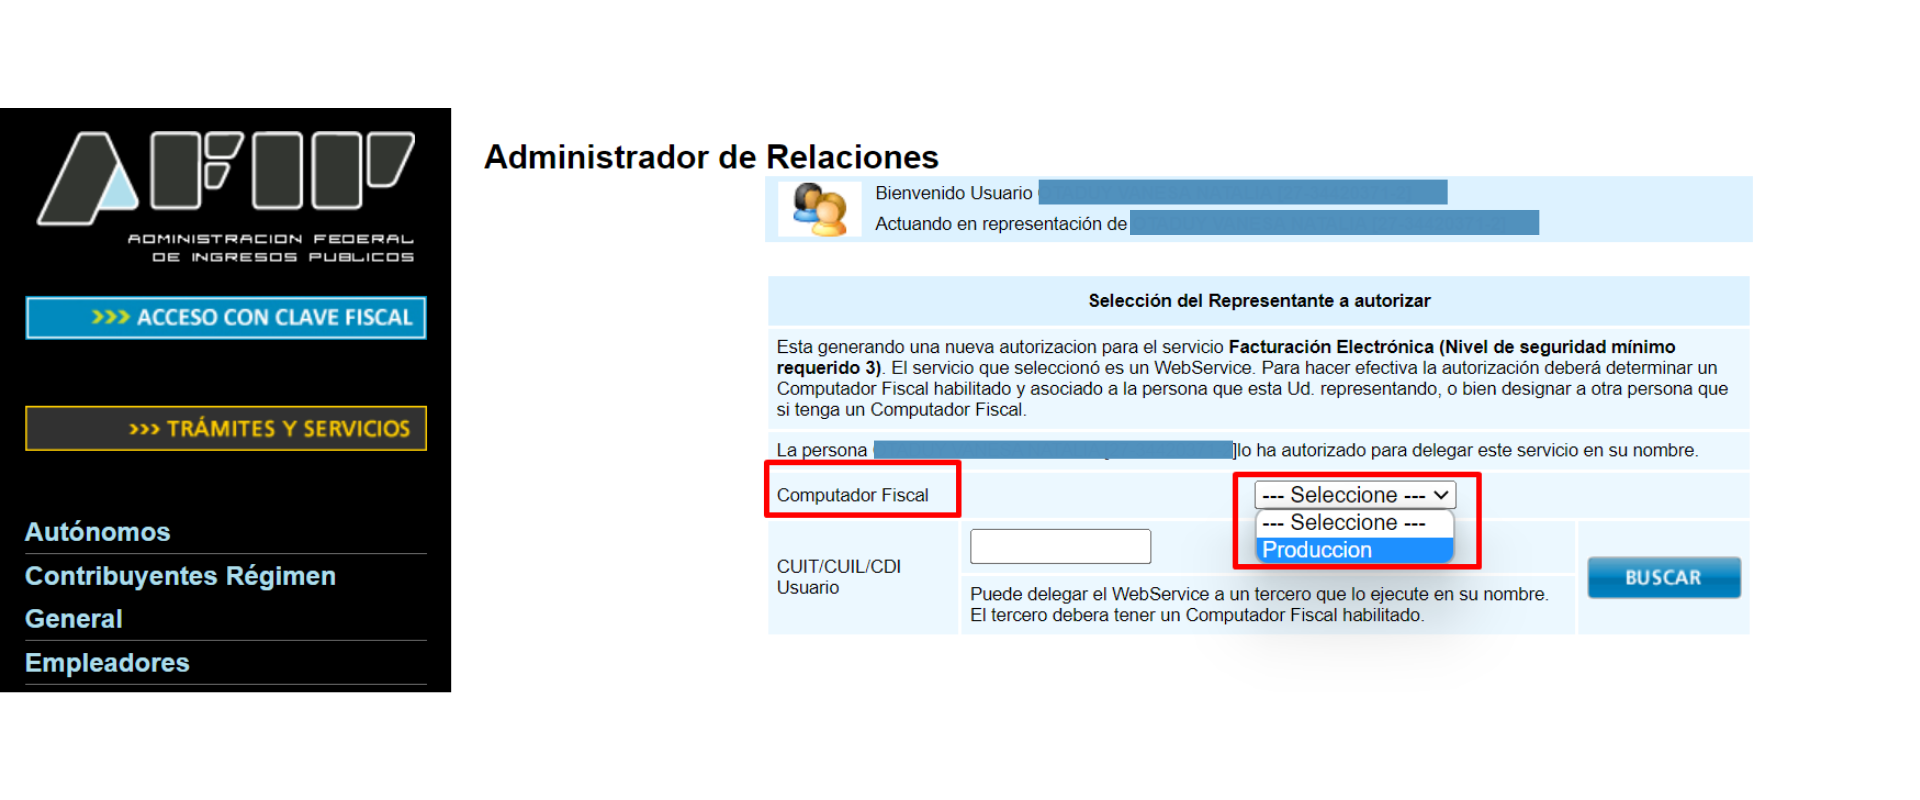 AFIP
ADMINISTRACION FEDERAL
DE INGRESOS PUBLICOS
>>> ACCESO CON CLAVE FISCAL
>>> TRÁMITES Y SERVICIOS
Autónomos
Contribuyentes Régimen
General
Empleadores
Administrador de Relaciones
Bienvenido Usuario
Actuando en representación de
Selección del Representante a autorizar
Esta generando una nueva autorizacion para el servicio Facturación Electrónica (Nivel de seguridad mínimo
requerido 3). El servicio que seleccionó es un WebService. Para hacer efectiva la autorización deberá determinar un
Computador Fiscal habilitado y asociado a la persona que esta Ud. representando, o bien designar a otra persona que
si tenga un Computador Fiscal.
La persona ]lo ha autorizado para delegar este servicio en su nombre.
Computador Fiscal
--- Seleccione ---
--- Seleccione ---
Produccion
CUIT/CUIL/CDI
Usuario
Puede delegar el WebService a un tercero que lo ejecute en su nombre.
El tercero debera tener un Computador Fiscal habilitado.
BUSCAR